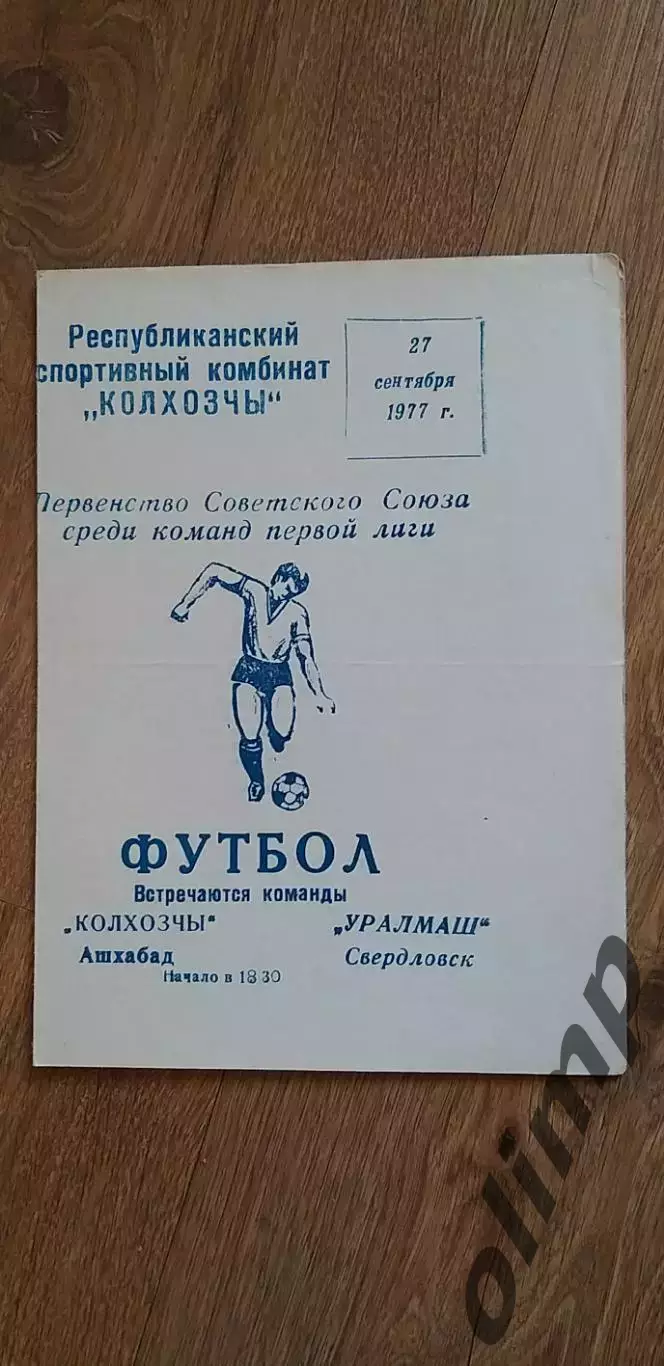 Республиканский
спортивный комбинат
„КОЛХОЗЧЫ"
27
сентября
1977 г.
Первенство Советского Союза
среди команд первой лиги
ФУТБОЛ
Встречаются команды
„КОЛХОЗЧЫ" „УРАЛМАШ"
Ашхабад Свердловск
Начало в 18 30
olimp